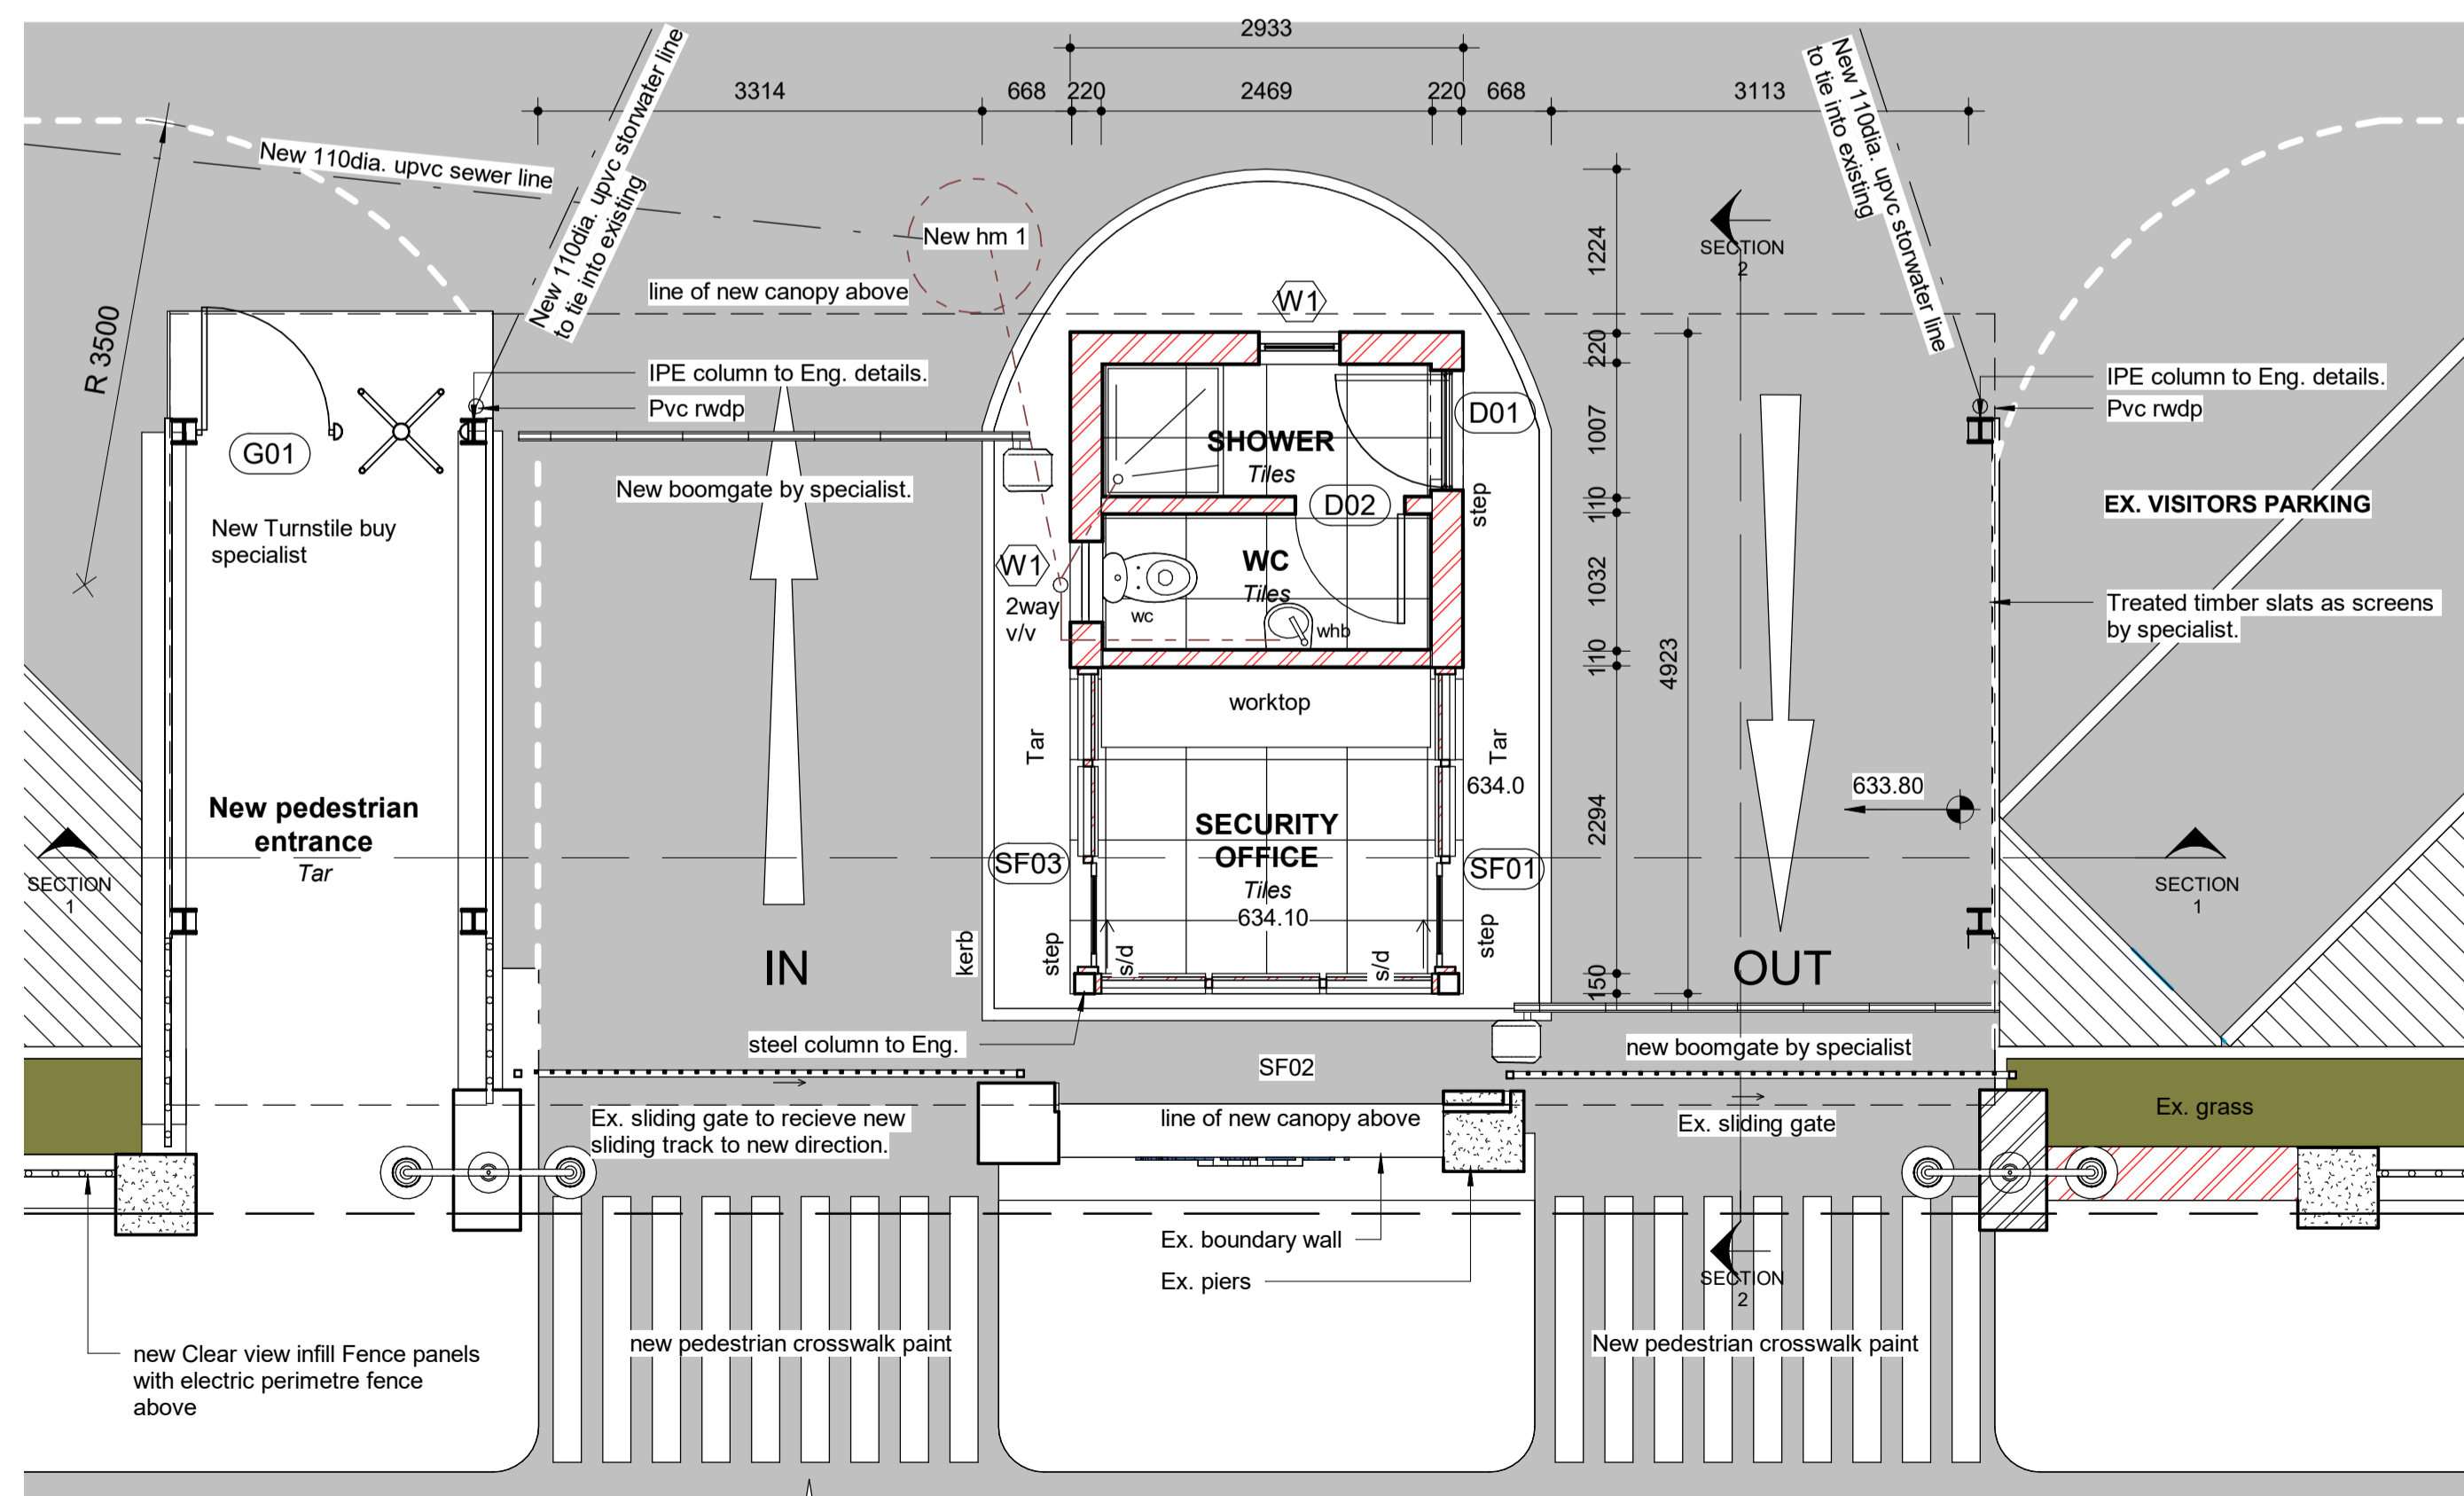 2933
3314
668
220
2469
220
668
3113
New 110dia. upvc sewer line
New 110dia. upvc storwater line
to tie into existing
New 110dia. upvc storwater line
to tie into existing
R 3500
New hm 1
line of new canopy above
W1
SECTION
2
1224
220
1007
110
1032
110
4923
2294
150
IPE column to Eng. details.
Pvc rwdp
IPE column to Eng. details.
Pvc rwdp
G01
D01
SHOWER
Tiles
D02
step
New boomgate by specialist.
New Turnstile buy
specialist
EX. VISITORS PARKING
W1
2way
v/v
WC
Tiles
wc
whb
Treated timber slats as screens
by specialist.
worktop
Tar
Tar
634.0
633.80
New pedestrian
entrance
Tar
SECURITY
OFFICE
Tiles
634.10
SF03
SF01
SECTION
1
SECTION
1
IN
OUT
kerb
step
s/d
s/d
step
steel column to Eng.
SF02
new boomgate by specialist
Ex. sliding gate to recieve new
sliding track to new direction.
line of new canopy above
Ex. sliding gate
Ex. grass
Ex. boundary wall
Ex. piers
SECTION
2
new pedestrian crosswalk paint
New pedestrian crosswalk paint
new Clear view infill Fence panels
with electric perimetre fence
above